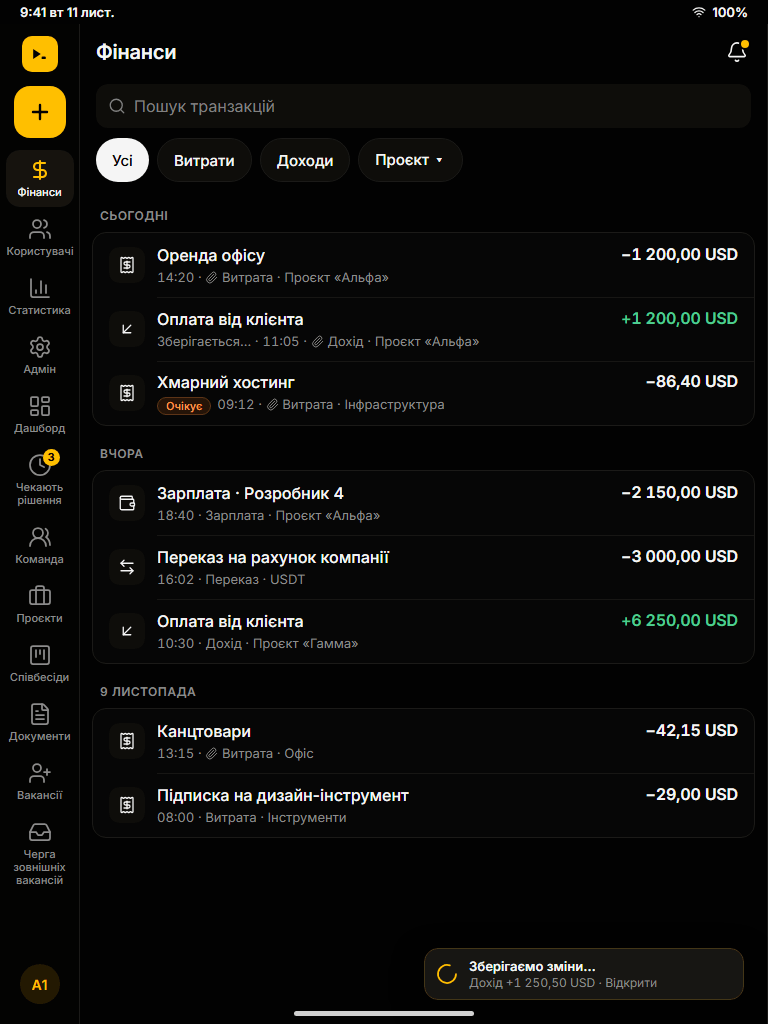 9:41 вт 11 лист.
100%
Фінанси
Пошук транзакцій
Усі
Витрати
Доходи
Проєкт
Фінанси
Користувачі
Статистика
Адмін
Дашборд
3
Чекають
рішення
Команда
Проєкти
Співбесіди
Документи
Вакансії
Черга
зовнішніх
вакансій
A1
СЬОГОДНІ
Оренда офісу
−1 200,00 USD
14:20 · Витрата · Проєкт «Альфа»
Оплата від клієнта
+1 200,00 USD
Зберігається... · 11:05 · Дохід · Проєкт «Альфа»
Хмарний хостинг
−86,40 USD
Очікує 09:12 · Витрата · Інфраструктура
ВЧОРА
Зарплата · Розробник 4
−2 150,00 USD
18:40 · Зарплата · Проєкт «Альфа»
Переказ на рахунок компанії
−3 000,00 USD
16:02 · Переказ · USDT
Оплата від клієнта
+6 250,00 USD
10:30 · Дохід · Проєкт «Гамма»
9 ЛИСТОПАДА
Канцтовари
−42,15 USD
13:15 · Витрата · Офіс
Підписка на дизайн-інструмент
−29,00 USD
08:00 · Витрата · Інструменти
Зберігаємо зміни...
Дохід +1 250,50 USD · Відкрити